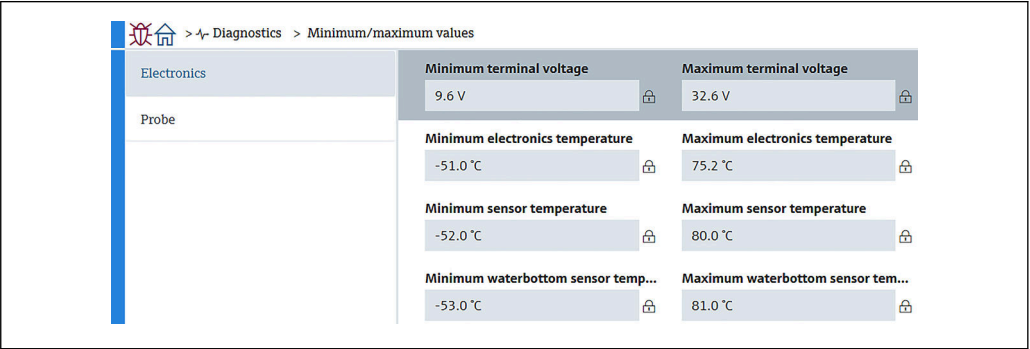 > Diagnostics > Minimum/maximum values
Electronics
Probe
Minimum terminal voltage Maximum terminal voltage
9.6 V 32.6 V
Minimum electronics temperature Maximum electronics temperature
-51.0 °C 75.2 °C
Minimum sensor temperature Maximum sensor temperature
-52.0 °C 80.0 °C
Minimum waterbottom sensor temp... Maximum waterbottom sensor tem...
-53.0 °C 81.0 °C